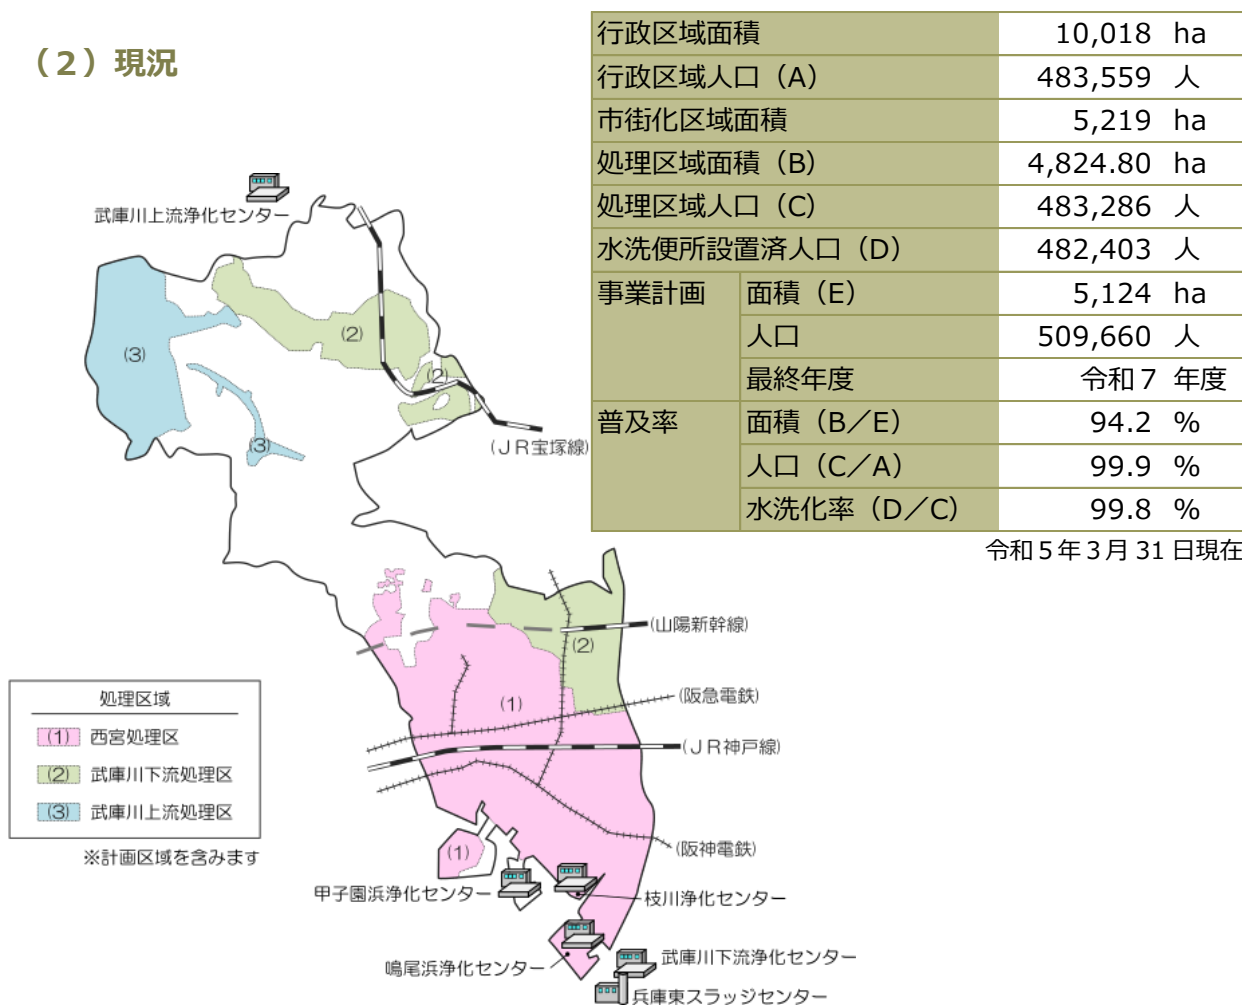 (2)現況
行政区域面積 10,018 ha
行政区域人口(A) 483,559 人
市街化区域面積 5,219 ha
処理区域面積(B) 4,824.80 ha
処理区域人口(C) 483,286 人
水洗便所設置済人口(D) 482,403 人
事業計画 面積(E) 5,124 ha
人口 509,660 人
最終年度 令和7 年度
普及率 面積(B/E) 94.2 %
人口(C/A) 99.9 %
水洗化率(D/C) 99.8 %
令和5年3月31日現在
武庫川上流浄化センター
(2)
(3)
(2)
(3)
(JR宝塚線)
(山陽新幹線)
(2)
(阪急電鉄)
(1)
(JR神戸線)
(阪神電鉄)
(1)
処理区域
(1) 西宮処理区
(2) 武庫川下流処理区
(3) 武庫川上流処理区
※計画区域を含みます
甲子園浜浄化センター
枝川浄化センター
鳴尾浜浄化センター
武庫川下流浄化センター
兵庫東スラッジセンター